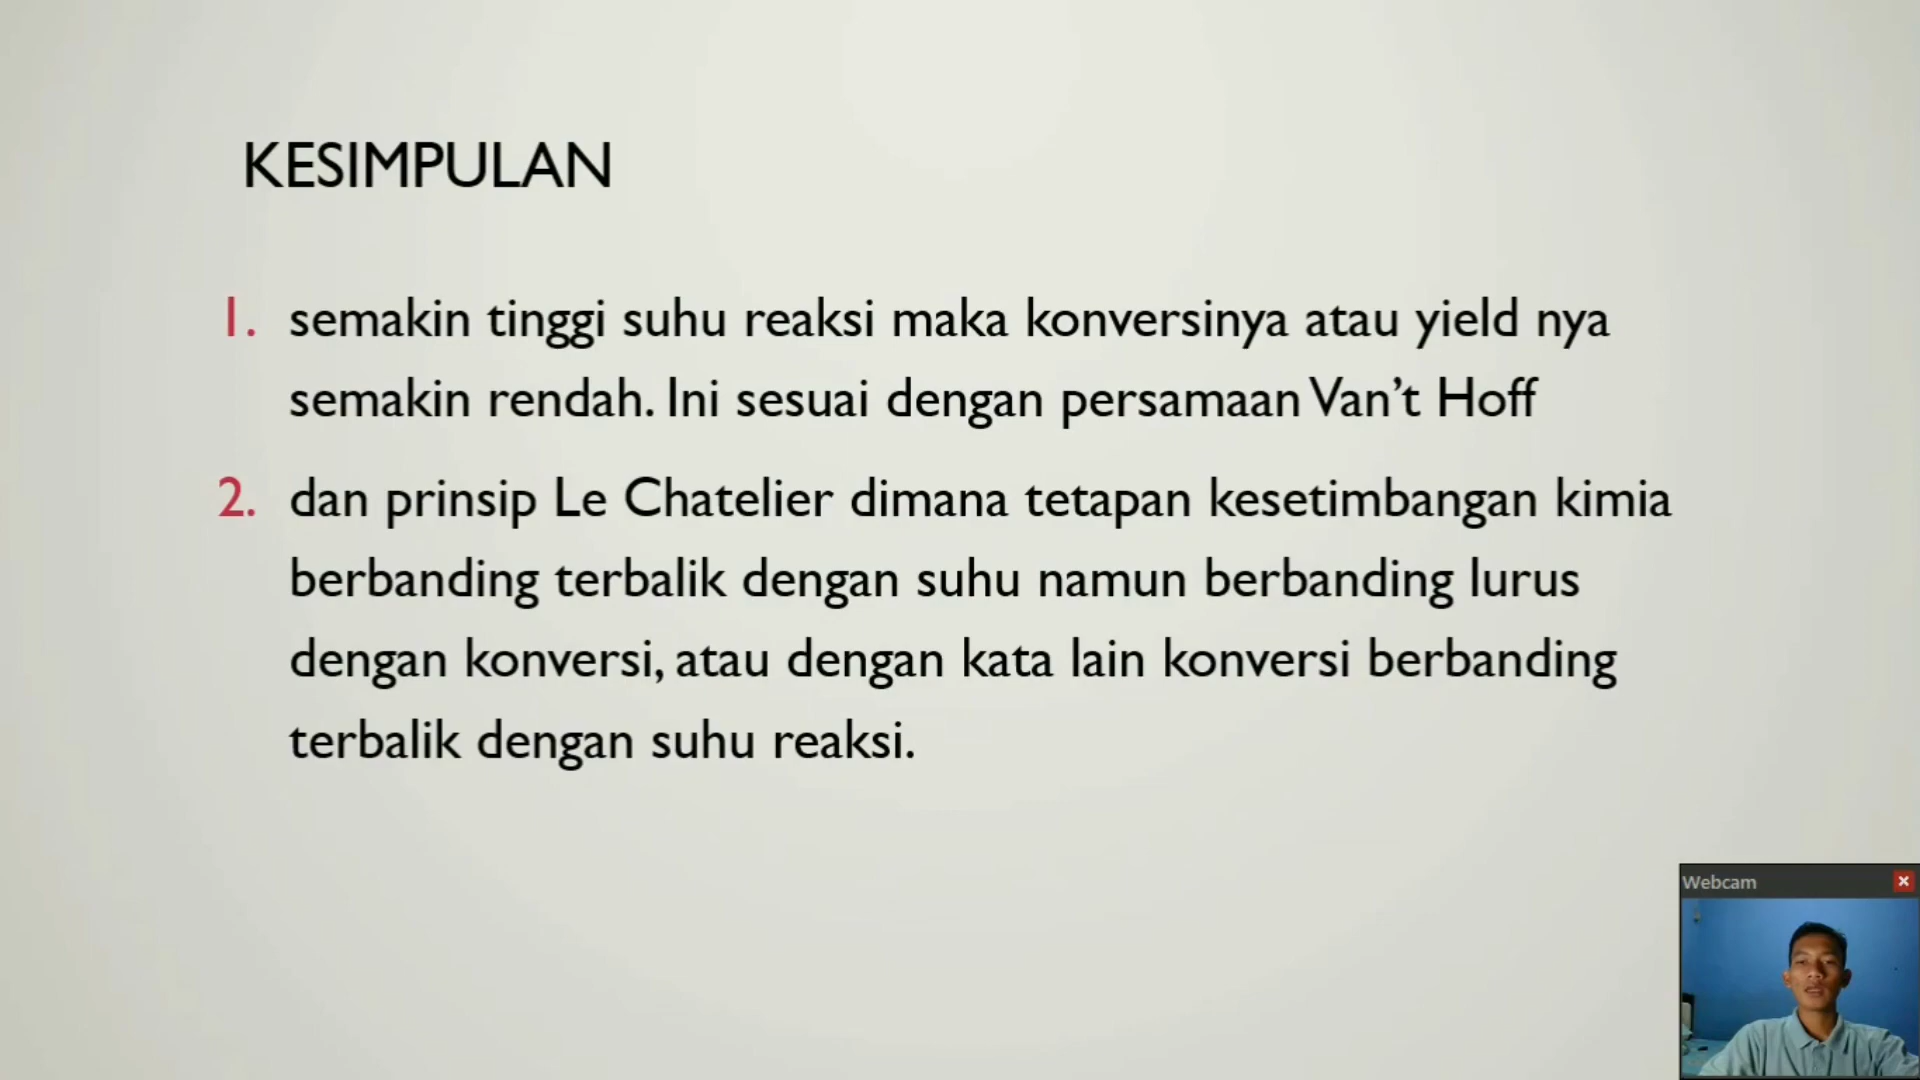 KESIMPULAN
1. semakin tinggi suhu reaksi maka konversinya atau yield nya
semakin rendah. Ini sesuai dengan persamaan Van’t Hoff
2. dan prinsip Le Chatelier dimana tetapan kesetimbangan kimia
berbanding terbalik dengan suhu namun berbanding lurus
dengan konversi, atau dengan kata lain konversi berbanding
terbalik dengan suhu reaksi.
Webcam